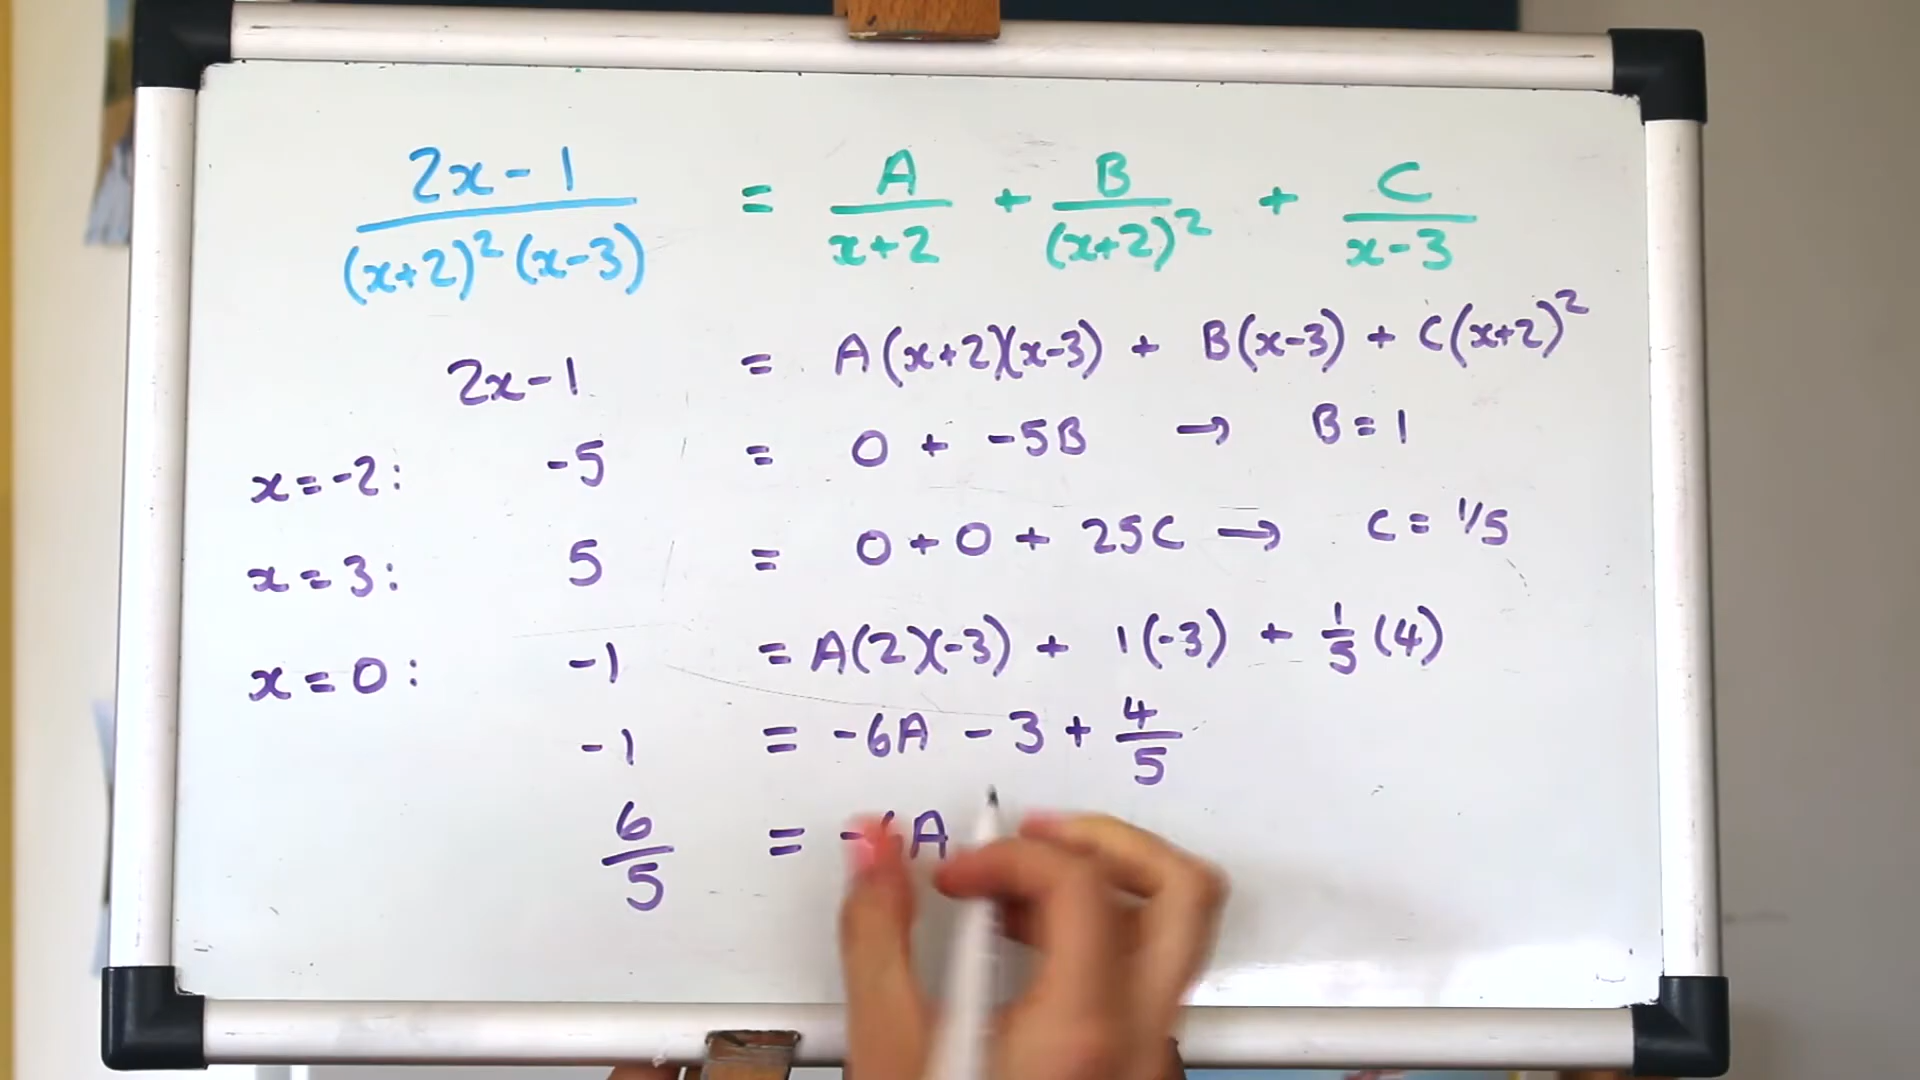 2x-1/(x+2)²(x-3) = A/x+2 + B/(x+2)² + C/x-3
2x-1 = A(x+2)(x-3) + B(x-3) + C(x+2)²
x=-2: -5 = 0 + -5B → B=1
x=3: 5 = 0+0+25C → C=1/5
x=0: -1 = A(2)(-3) + 1(-3) + 1/5(4)
-1 = -6A - 3 + 4/5
6/5 = -6A